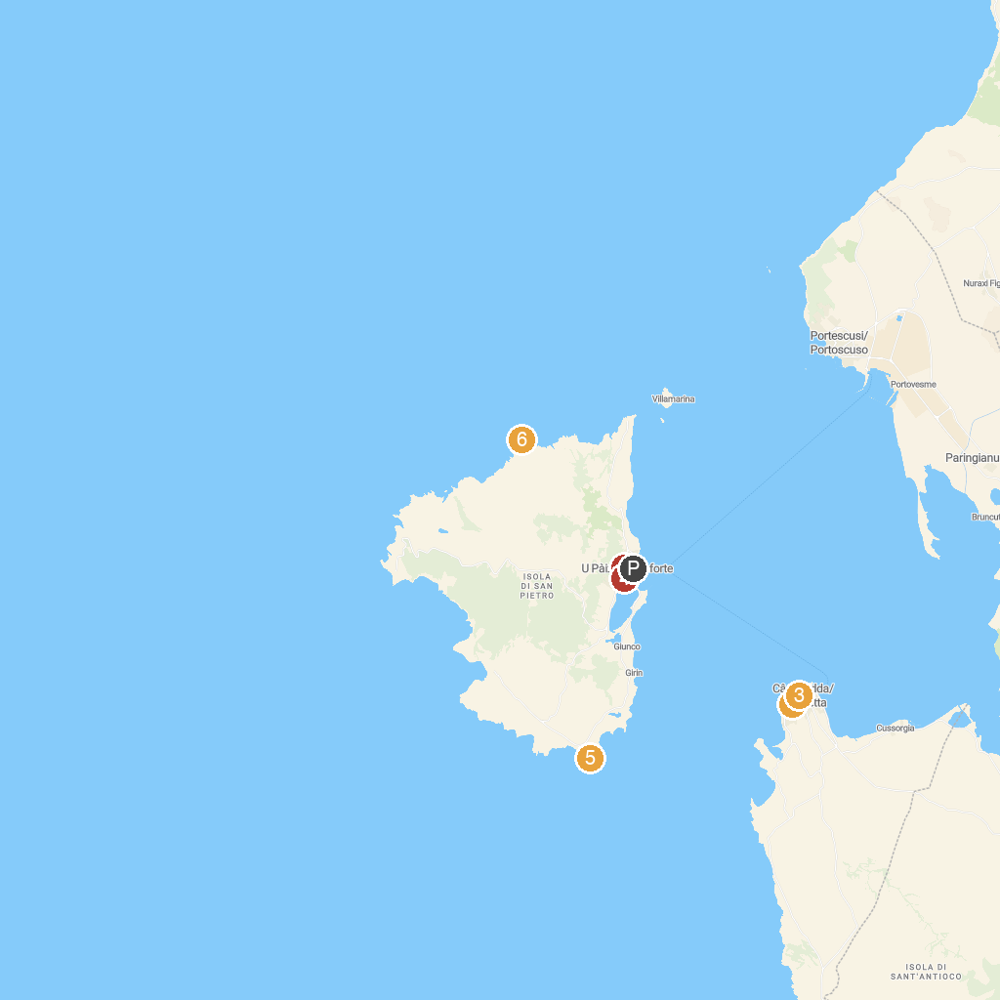 Nuraxi Fig
Portescusi/
Portoscuso
Portovesme
Villamarina
6
Paringianu
Bruncut
U Pài
P
forte
ISOLA
DI SAN
PIETRO
Giunco
Girin
3
Cussorgia
5
ISOLA DI
SANT'ANTIOCO